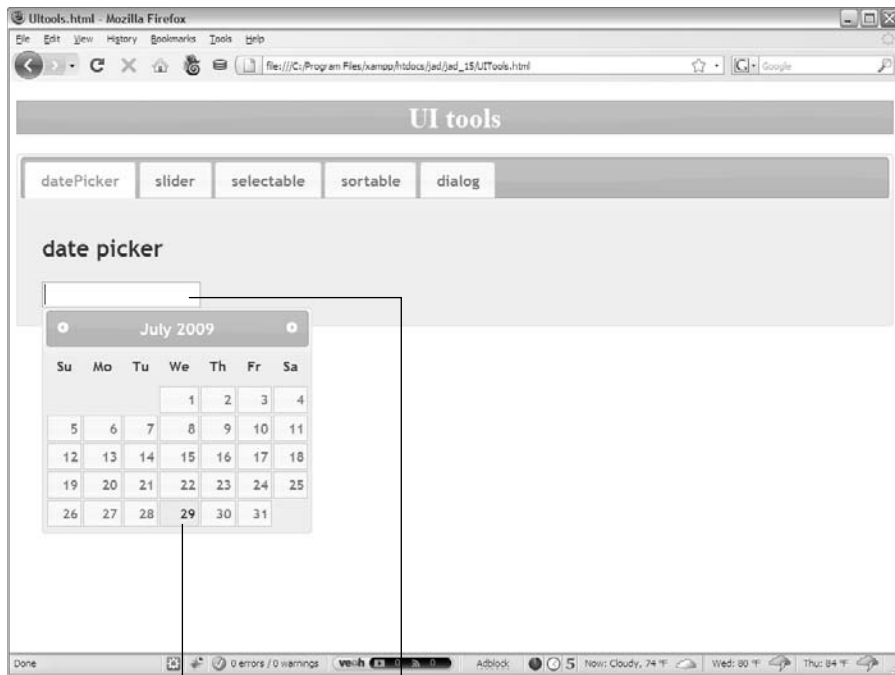 UItools.html - Mozilla Firefox
File Edit View History Bookmarks Tools Help
file:///C:/Program Files/xampp/htdocs/jad/jad_15/UITools.html
G Google
UI tools
datePicker slider selectable sortable dialog
date picker
July 2009
Su Mo Tu We Th Fr Sa
1 2 3 4
5 6 7 8 9 10 11
12 13 14 15 16 17 18
19 20 21 22 23 24 25
26 27 28 29 30 31
Done 0 errors / 0 warnings veoh 0 0 Adblock 5 Now: Cloudy, 74 °F Wed: 80 °F Thu: 84 °F